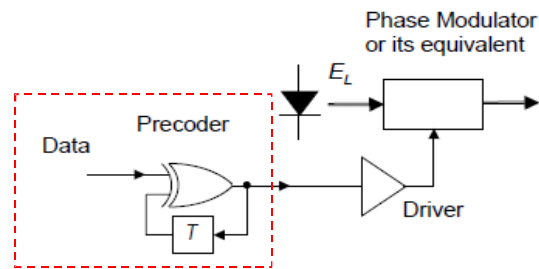 Phase Modulator
or its equivalent
E_L
Precoder
Data
T
Driver